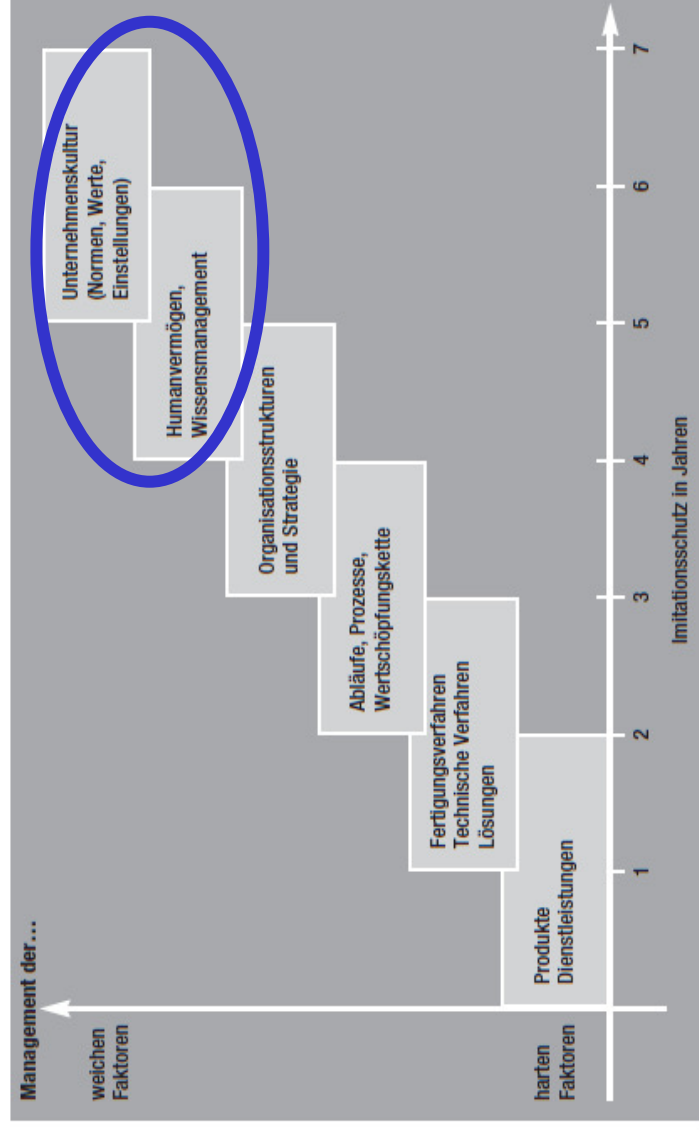 Management der...
weichen
Faktoren
harten
Faktoren
Unternehmenskultur
(Normen, Werte,
Einstellungen)
Humanvermögen,
Wissensmanagement
Organisationsstrukturen
und Strategie
Abläufe, Prozesse,
Wertschöpfungskette
Fertigungsverfahren
Technische Verfahren
Lösungen
Produkte
Dienstleistungen
1
2
3
4
5
6
7
Imitationsschutz in Jahren